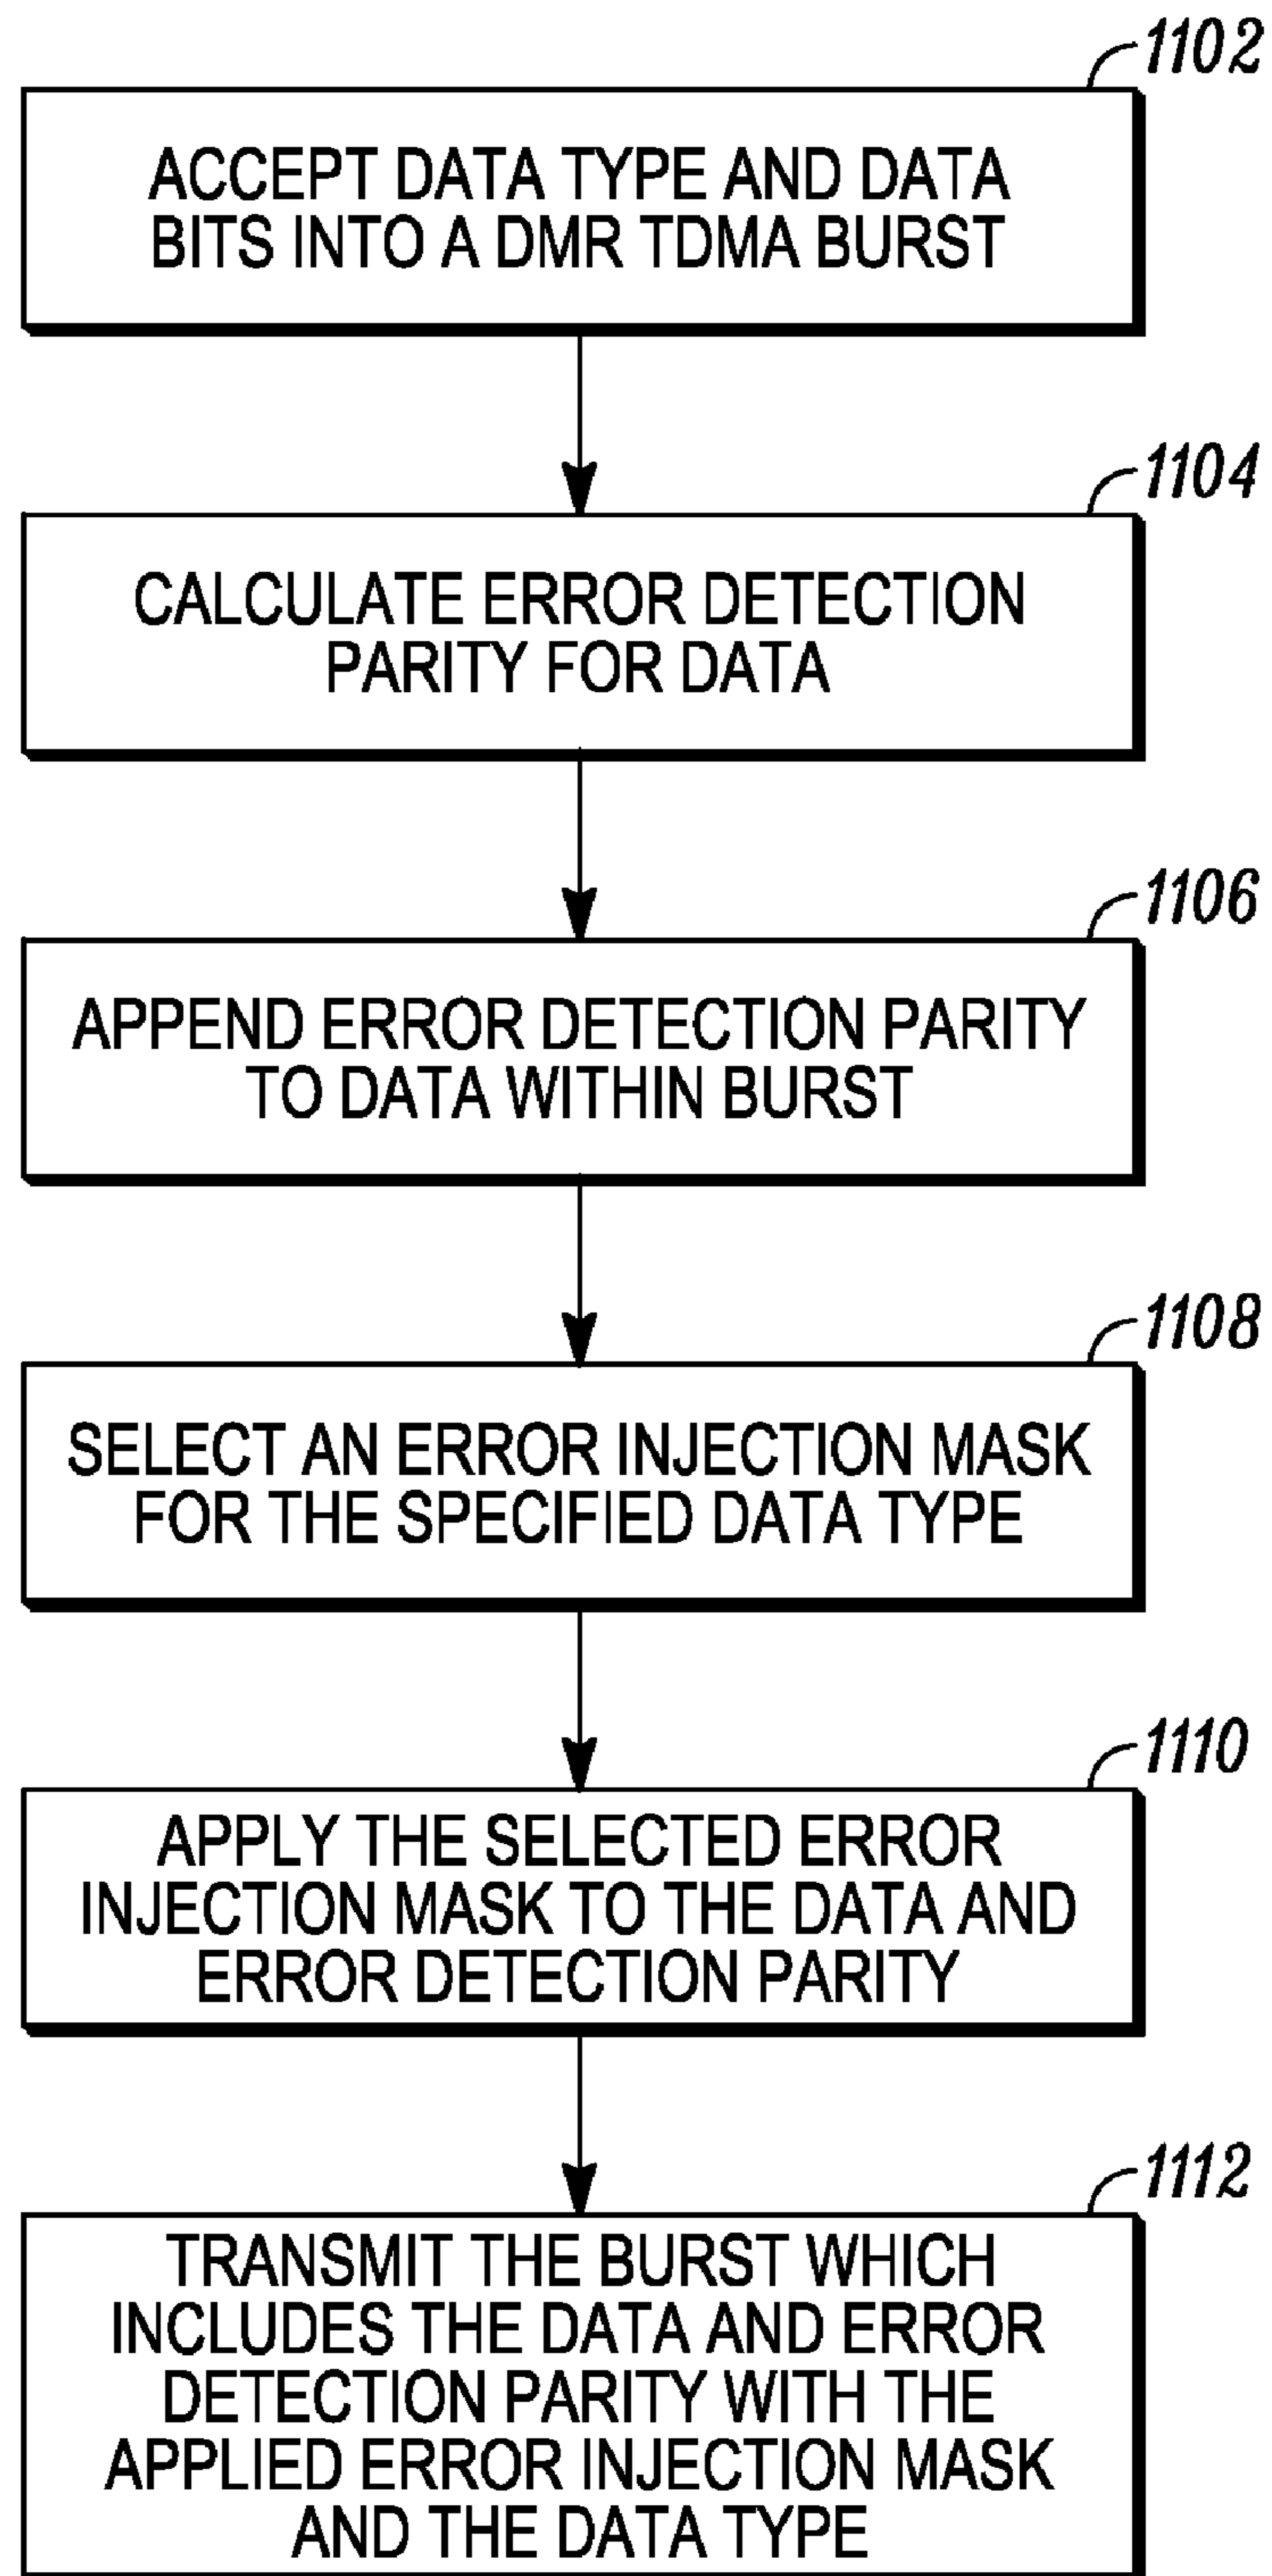 1102
ACCEPT DATA TYPE AND DATA
BITS INTO A DMR TDMA BURST
1104
CALCULATE ERROR DETECTION
PARITY FOR DATA
1106
APPEND ERROR DETECTION PARITY
TO DATA WITHIN BURST
1108
SELECT AN ERROR INJECTION MASK
FOR THE SPECIFIED DATA TYPE
1110
APPLY THE SELECTED ERROR
INJECTION MASK TO THE DATA AND
ERROR DETECTION PARITY
1112
TRANSMIT THE BURST WHICH
INCLUDES THE DATA AND ERROR
DETECTION PARITY WITH THE
APPLIED ERROR INJECTION MASK
AND THE DATA TYPE